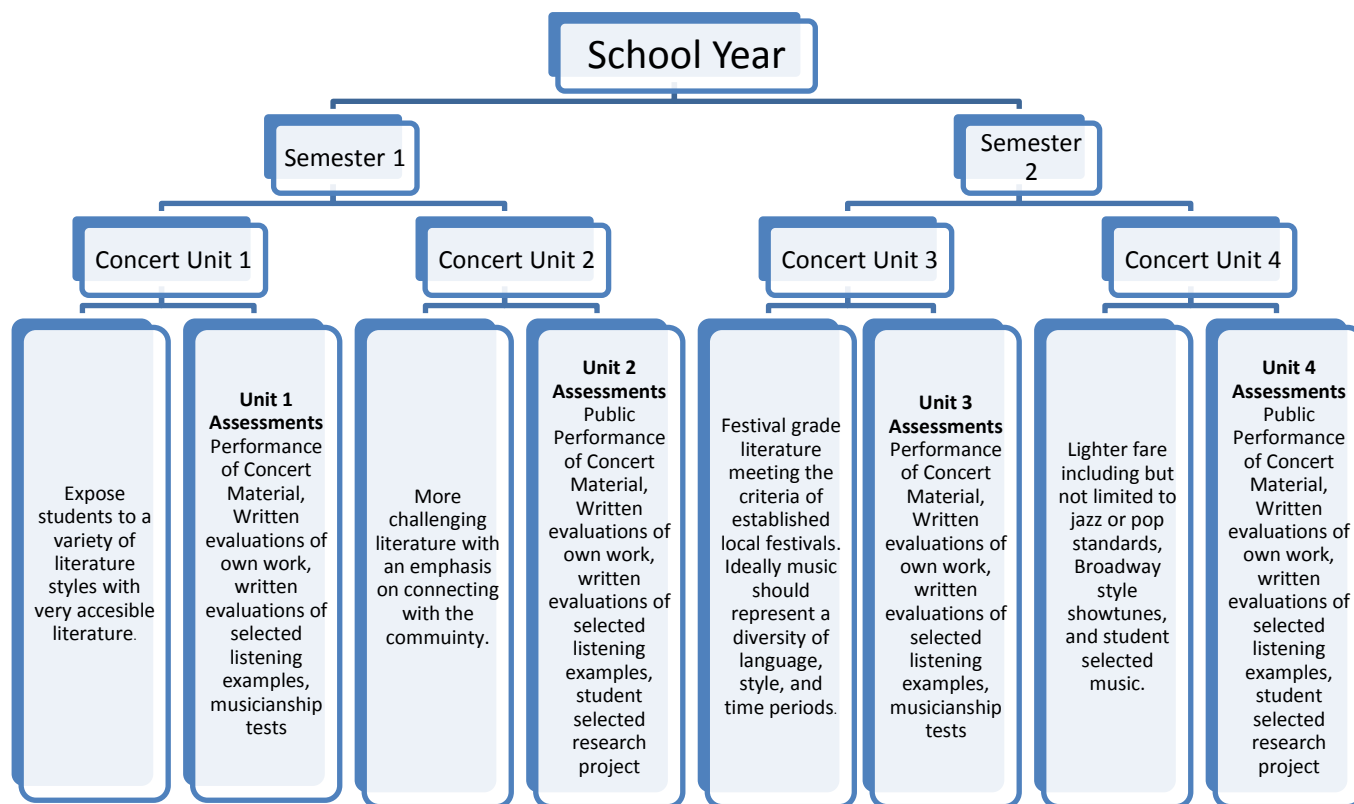 School Year
Semester 1
Semester
2
Concert Unit 1
Concert Unit 2
Concert Unit 3
Concert Unit 4
Expose
students to a
variety of
literature
styles with
very accesible
literature.
Unit 1
Assessments
Performance
of Concert
Material,
Written
evaluations of
own work,
written
evaluations of
selected
listening
examples,
musicianship
tests
More
challenging
literature with
an emphasis
on connecting
with the
commuinty.
Unit 2
Assessments
Public
Performance
of Concert
Material,
Written
evaluations of
own work,
written
evaluations of
selected
listening
examples,
student
selected
research
project
Festival grade
literature
meeting the
criteria of
established
local festivals.
Ideally music
should
represent a
diversity of
language,
style, and
time periods.
Unit 3
Assessments
Performance
of Concert
Material,
Written
evaluations of
own work,
written
evaluations of
selected
listening
examples,
musicianship
tests
Lighter fare
including but
not limited to
jazz or pop
standards,
Broadway
style
showtunes,
and student
selected
music.
Unit 4
Assessments
Public
Performance
of Concert
Material,
Written
evaluations of
own work,
written
evaluations of
selected
listening
examples,
student
selected
research
project